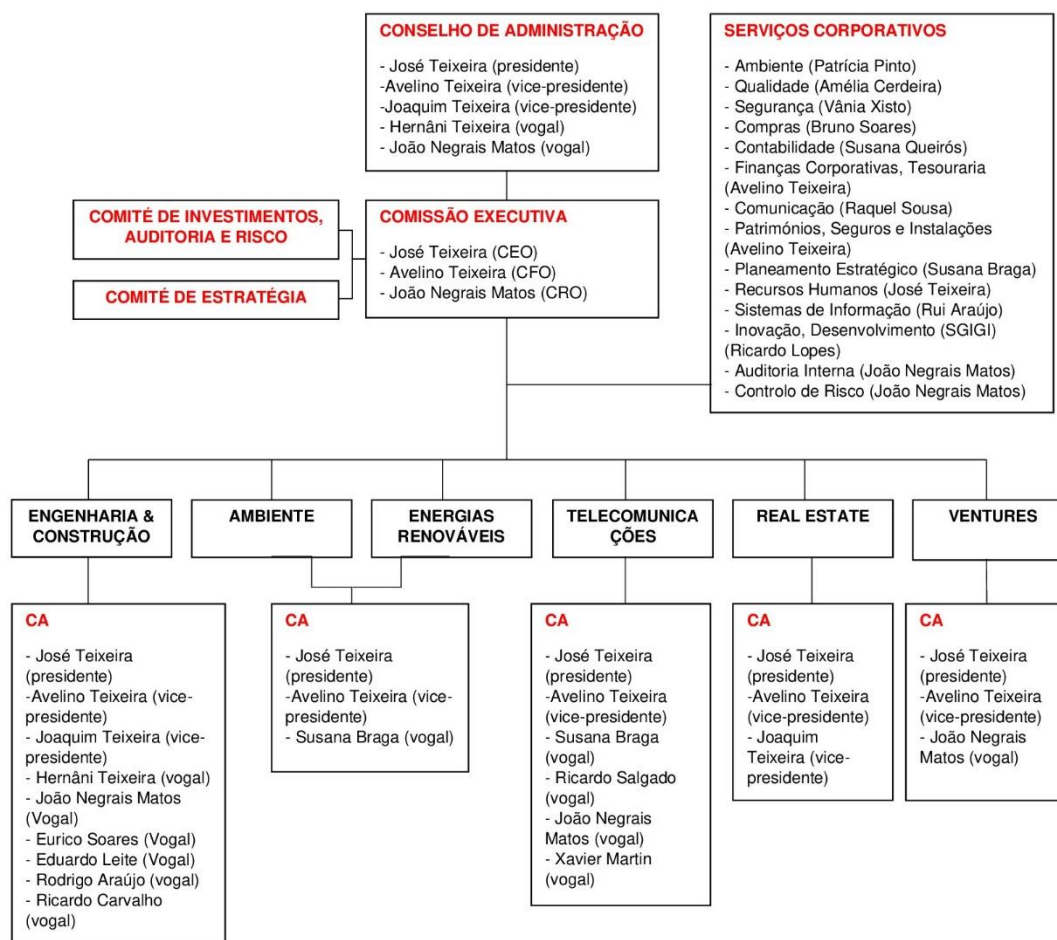 CONSELHO DE ADMINISTRAÇÃO
- José Teixeira (presidente)
-Avelino Teixeira (vice-presidente)
-Joaquim Teixeira (vice-presidente)
- Hernâni Teixeira (vogal)
- João Negrais Matos (vogal)
SERVIÇOS CORPORATIVOS
- Ambiente (Patrícia Pinto)
- Qualidade (Amélia Cerdeira)
- Segurança (Vânia Xisto)
- Compras (Bruno Soares)
- Contabilidade (Susana Queirós)
- Finanças Corporativas, Tesouraria
(Avelino Teixeira)
- Comunicação (Raquel Sousa)
- Patrimónios, Seguros e Instalações
(Avelino Teixeira)
- Planeamento Estratégico (Susana Braga)
- Recursos Humanos (José Teixeira)
- Sistemas de Informação (Rui Araújo)
- Inovação, Desenvolvimento (SGIGI)
(Ricardo Lopes)
- Auditoria Interna (João Negrais Matos)
- Controlo de Risco (João Negrais Matos)
COMITÉ DE INVESTIMENTOS,
AUDITORIA E RISCO
COMITÉ DE ESTRATÉGIA
COMISSÃO EXECUTIVA
- José Teixeira (CEO)
- Avelino Teixeira (CFO)
- João Negrais Matos (CRO)
ENGENHARIA &
CONSTRUÇÃO
AMBIENTE
ENERGIAS
RENOVÁVEIS
TELECOMUNICA
ÇÕES
REAL ESTATE
VENTURES
CA
- José Teixeira
(presidente)
-Avelino Teixeira (vice-
presidente)
- Joaquim Teixeira (vice-
presidente)
- Hernâni Teixeira (vogal)
- João Negrais Matos
(Vogal)
- Eurico Soares (Vogal)
- Eduardo Leite (Vogal)
- Rodrigo Araújo (vogal)
- Ricardo Carvalho
(vogal)
CA
- José Teixeira
(presidente)
-Avelino Teixeira (vice-
presidente)
- Susana Braga (vogal)
CA
- José Teixeira
(presidente)
-Avelino Teixeira
(vice-presidente)
- Susana Braga
(vogal)
- Ricardo Salgado
(vogal)
- João Negrais
Matos (vogal)
- Xavier Martin
(vogal)
CA
- José Teixeira
(presidente)
-Avelino Teixeira
(vice-presidente)
- Joaquim
Teixeira (vice-
presidente)
CA
- José Teixeira
(presidente)
-Avelino Teixeira
(vice-presidente)
- João Negrais
Matos (vogal)